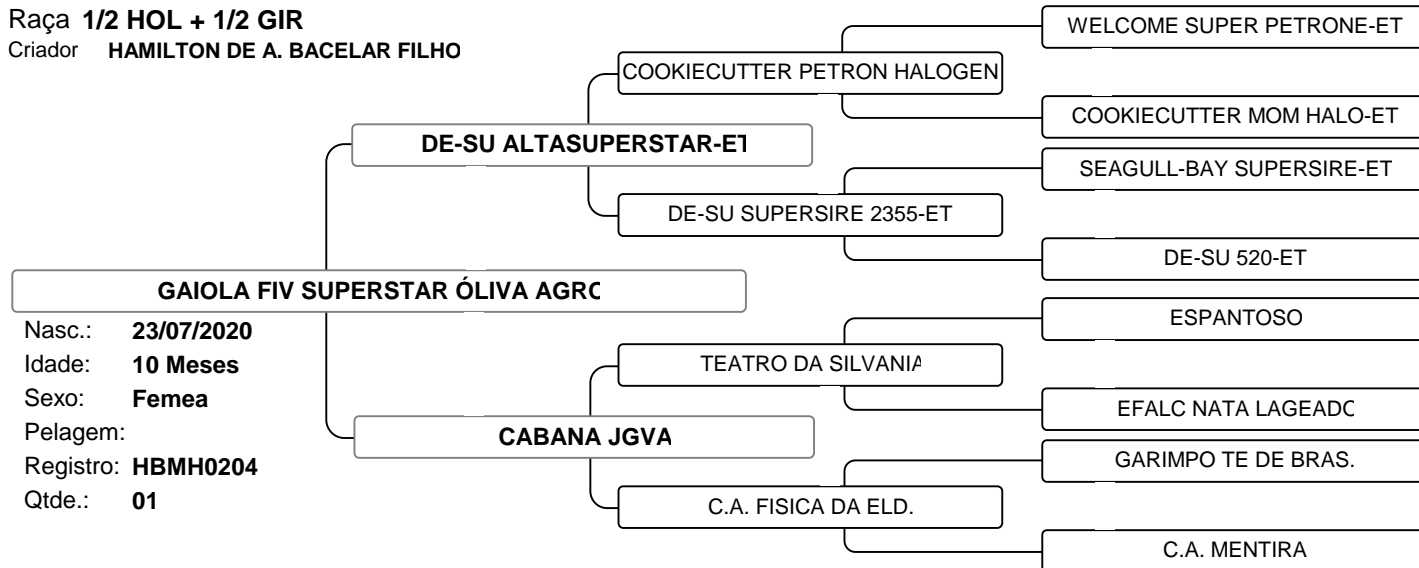 Raça 1/2 HOL + 1/2 GIR
Criador HAMILTON DE A. BACELAR FILHO
WELCOME SUPER PETRONE-ET
COOKIECUTTER PETRON HALOGEN
COOKIECUTTER MOM HALO-ET
DE-SU ALTASUPERSTAR-ET
SEAGULL-BAY SUPERSIRE-ET
DE-SU SUPERSIRE 2355-ET
DE-SU 520-ET
GAIOLA FIV SUPERSTAR ÓLIVA AGRO
Nasc.: 23/07/2020
Idade: 10 Meses
Sexo: Femea
Pelagem:
Registro: HBMH0204
Qtde.: 01
ESPANTOSO
TEATRO DA SILVANIA
EFALC NATA LAGEADO
CABANA JGVA
GARIMPO TE DE BRAS.
C.A. FISICA DA ELD.
C.A. MENTIRA